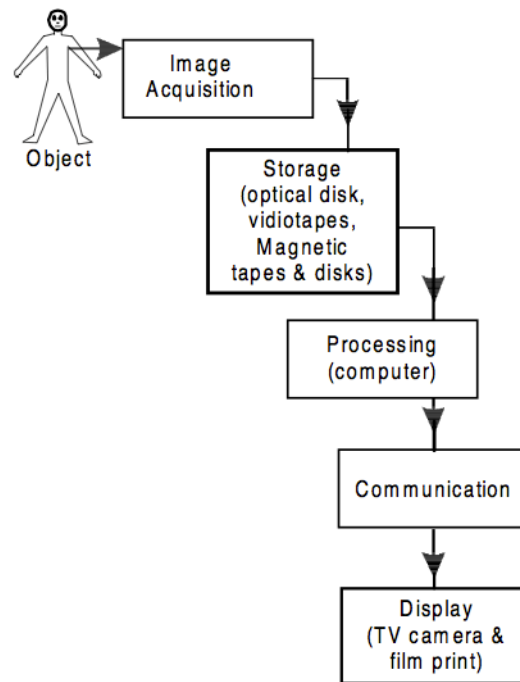 Object
Image
Acquisition
Storage
(optical disk,
vidiotapes,
Magnetic
tapes & disks)
Processing
(computer)
Communication
Display
(TV camera &
film print)